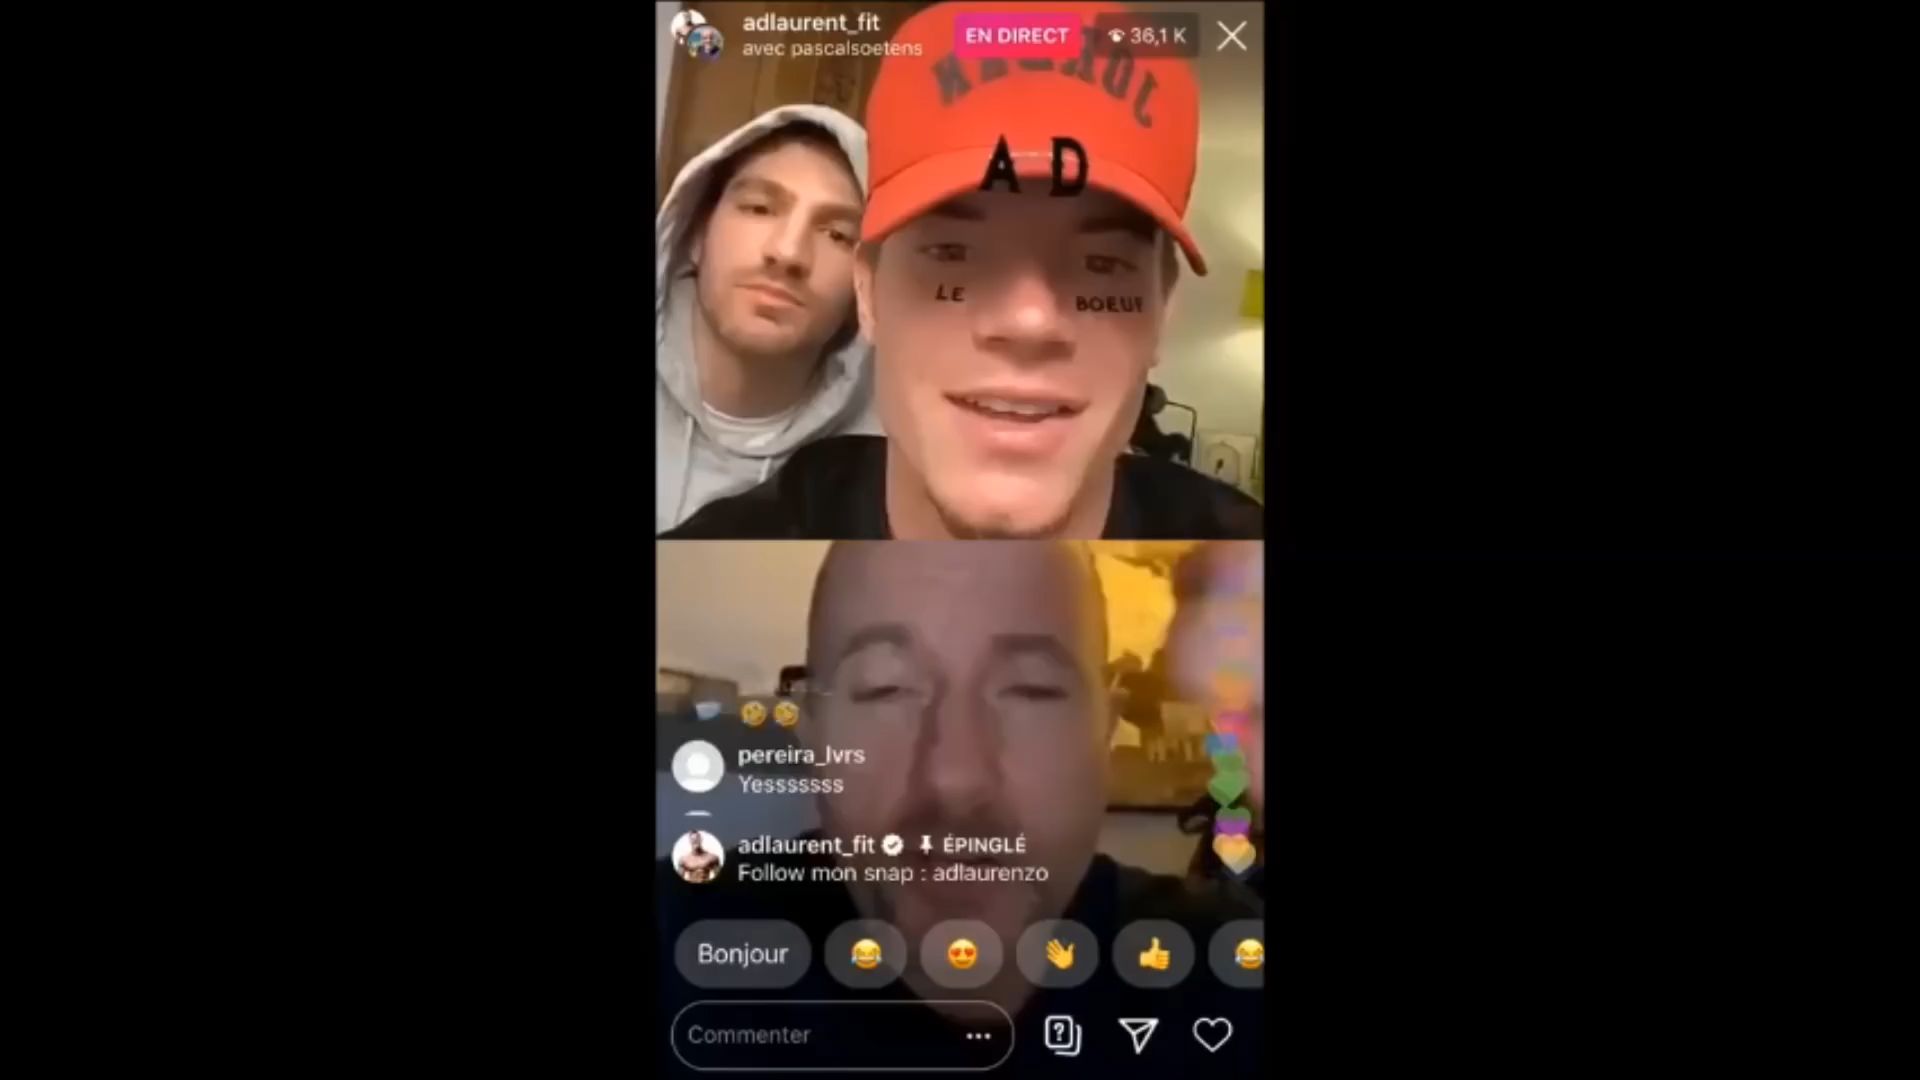 adlaurent_fit
avec pascalsoetens
EN DIRECT
36,1 K
A D
LE BOEUF
pereira_lvrs
Yesssssss
adlaurent_fit ÉPINGLÉ
Follow mon snap : adlaurenzo
Bonjour
Commenter